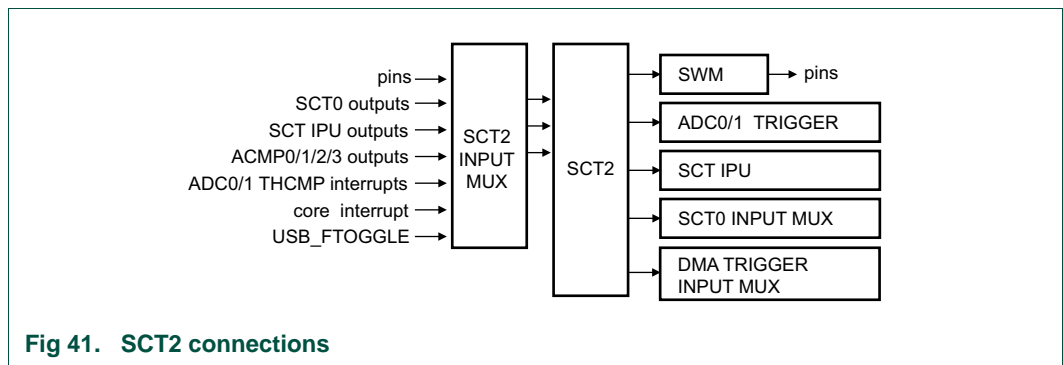 pins
SCT0 outputs
SCT IPU outputs
ACMP0/1/2/3 outputs
ADC0/1 THCMP interrupts
core interrupt
USB_FTOGGLE
SCT2
INPUT
MUX
SCT2
SWM
pins
ADC0/1 TRIGGER
SCT IPU
SCT0 INPUT MUX
DMA TRIGGER
INPUT MUX
Fig 41. SCT2 connections